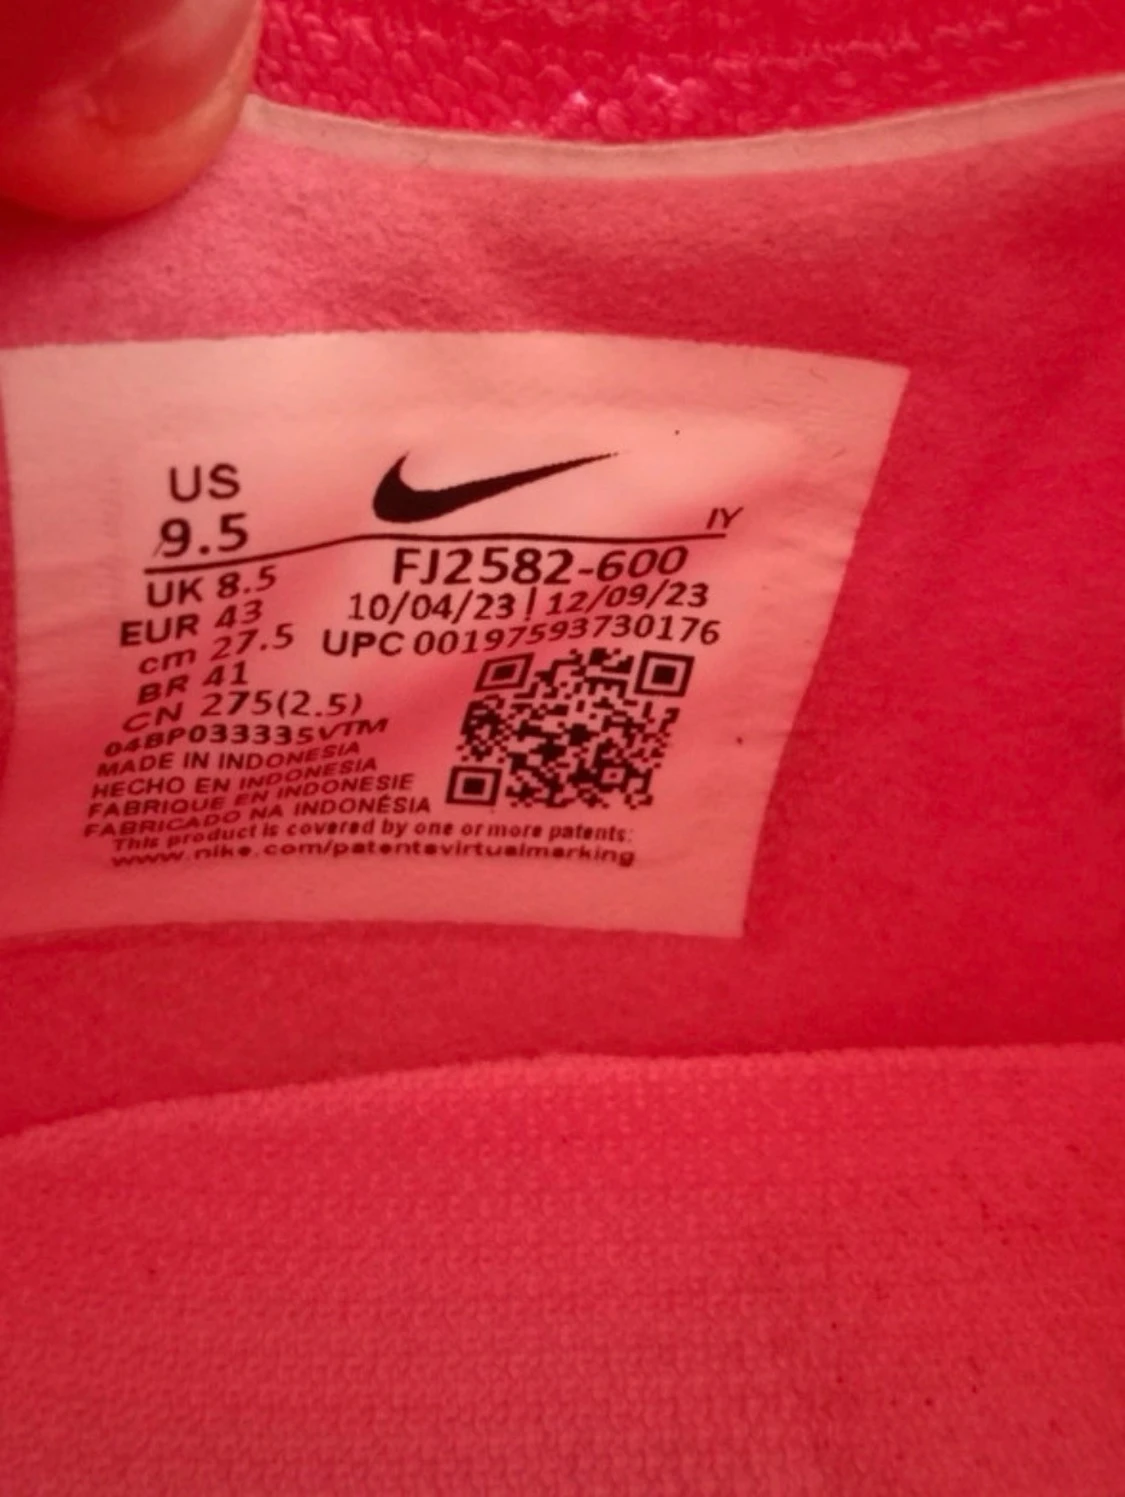 US
9.5
IY
UK 8.5
EUR 43
cm 27.5
BR 41
CN 275(2.5)
FJ2582-600
10/04/23 | 12/09/23
UPC 00197593730176
04BP033335VTM
MADE IN INDONESIA
HECHO EN INDONESIA
FABRIQUE EN INDONESIE
FABRICADO NA INDONÉSIA
This product is covered by one or more patents:
www.nike.com/patentsvirtualmarking